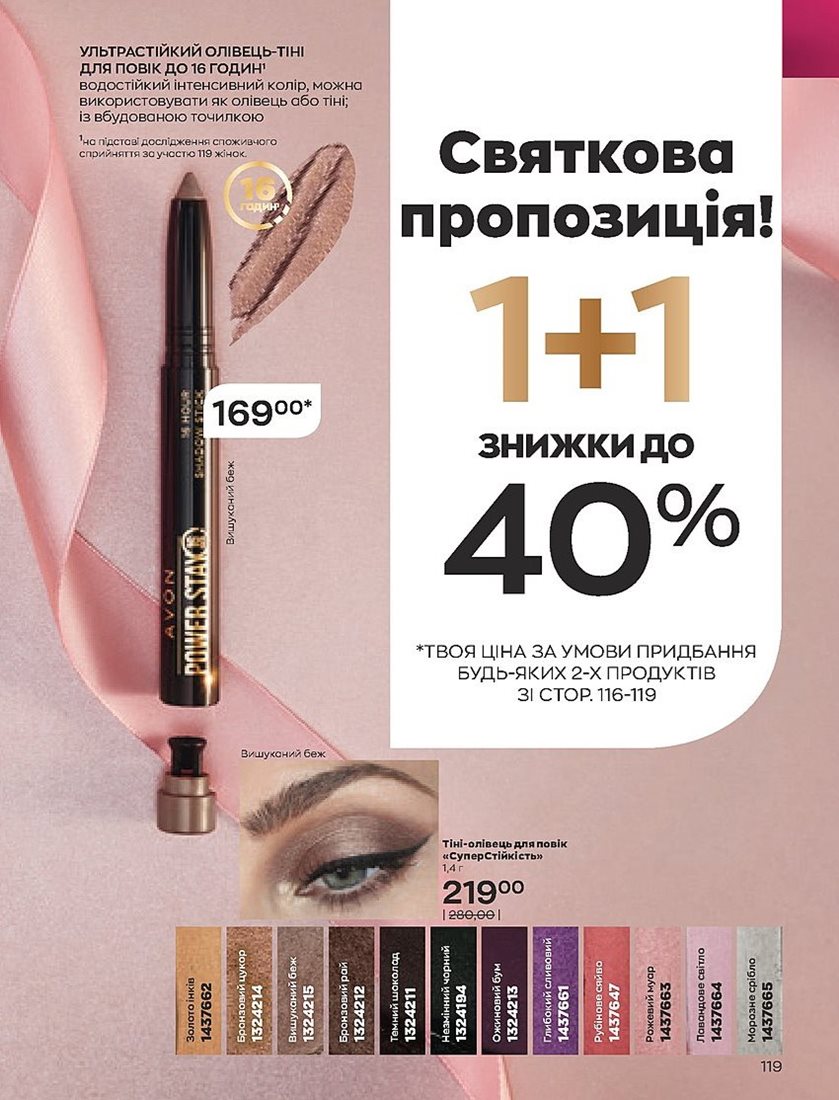 УЛЬТРАСТІЙКИЙ ОЛІВЕЦЬ-ТІНІ
ДЛЯ ПОВІК ДО 16 ГОДИН¹
водостійкий інтенсивний колір, можна
використовувати як олівець або тіні;
із вбудованою точилкою
¹на підставі дослідження споживчого
сприйняття за участю 119 жінок.
16
ГОДИН¹
Святкова
пропозиція!
1+1
ЗНИЖКИ ДО
40%
*ТВОЯ ЦІНА ЗА УМОВИ ПРИДБАННЯ
БУДЬ-ЯКИХ 2-Х ПРОДУКТІВ
ЗІ СТОР. 116-119
169⁰⁰*
16 HOUR
SHADOW STICK
AVON
POWER STAY
Вишуканий беж
Вишуканий беж
Тіні-олівець для повік
«СуперСтійкість»
1,4 г
219⁰⁰
| 280,00 |
Золото інків
1437662
Бронзовий цукор
1324214
Вишуканий беж
1324215
Бронзовий рай
1324212
Темний шоколад
1324211
Незмінний чорний
1324194
Ожиновий бум
1324213
Глибокий сливовий
1437661
Рубінове сяйво
1437647
Рожевий муар
1437663
Лавандове світло
1437664
Морозне срібло
1437665
119